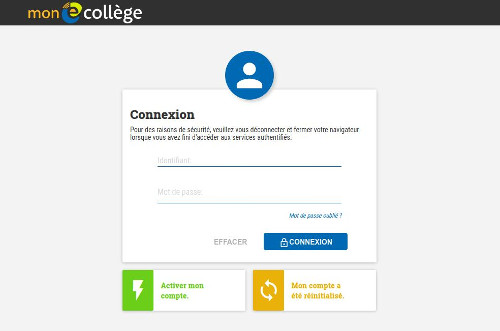 mon e collège
Connexion
Pour des raisons de sécurité, veuillez vous déconnecter et fermer votre navigateur
lorsque vous avez fini d'accéder aux services authentifiés.
Identifiant
Mot de passe
Mot de passe oublié ?
EFFACER
CONNEXION
Activer mon
compte.
Mon compte a
été réinitialisé.